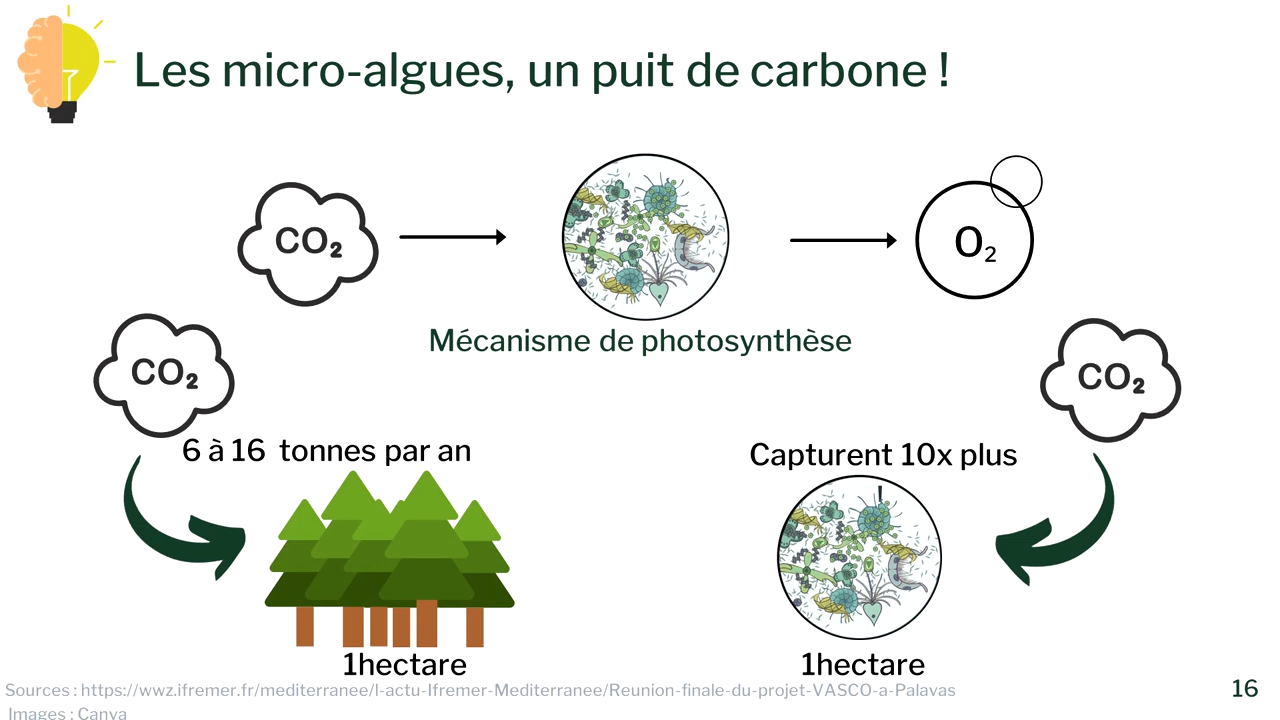 Les micro-algues, un puit de carbone !
CO₂
O₂
Mécanisme de photosynthèse
CO₂
CO₂
6 à 16 tonnes par an
Capturent 10x plus
1hectare
1hectare
Sources : https://wwz.ifremer.fr/mediterranee/l-actu-Ifremer-Mediterranee/Reunion-finale-du-projet-VASCO-a-Palavas
16
Images : Canva